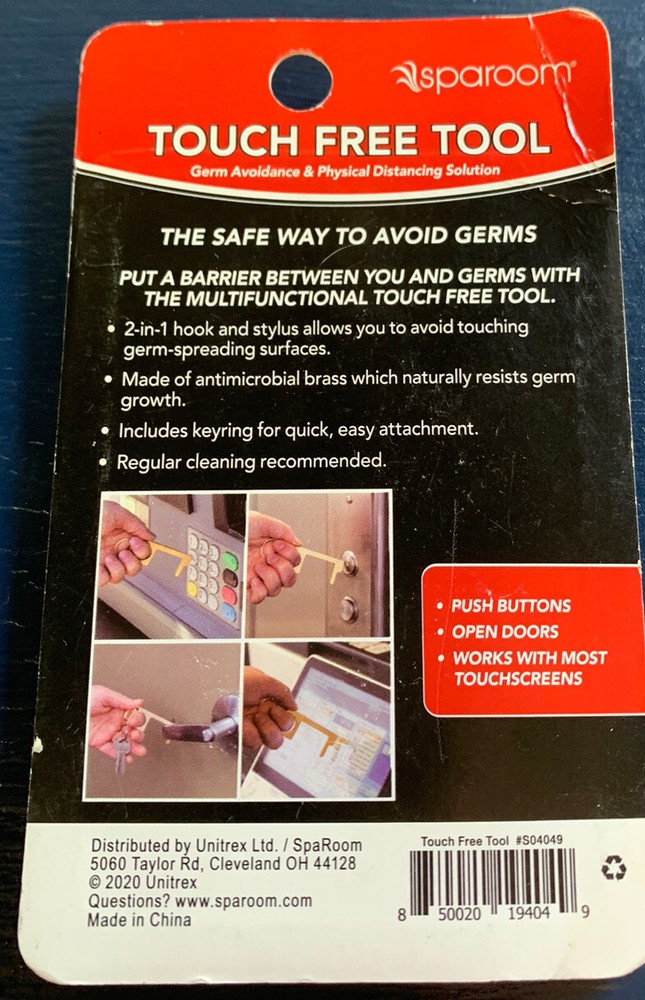 sparoom®
TOUCH FREE TOOL
Germ Avoidance & Physical Distancing Solution
THE SAFE WAY TO AVOID GERMS
PUT A BARRIER BETWEEN YOU AND GERMS WITH
THE MULTIFUNCTIONAL TOUCH FREE TOOL.
• 2-in-1 hook and stylus allows you to avoid touching
germ-spreading surfaces.
• Made of antimicrobial brass which naturally resists germ
growth.
• Includes keyring for quick, easy attachment.
• Regular cleaning recommended.
• PUSH BUTTONS
• OPEN DOORS
• WORKS WITH MOST
TOUCHSCREENS
Distributed by Unitrex Ltd. / SpaRoom
5060 Taylor Rd, Cleveland OH 44128
© 2020 Unitrex
Questions? www.sparoom.com
Made in China
Touch Free Tool #S04049
8 50020 19404 9